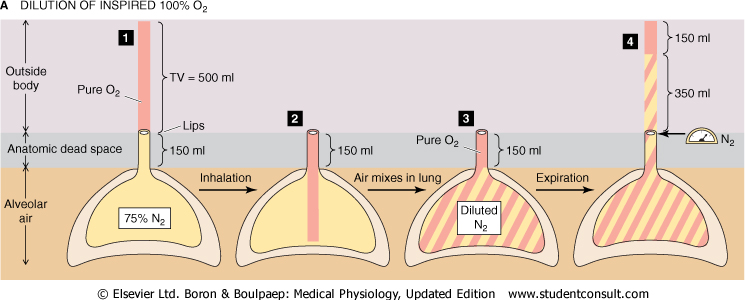 A DILUTION OF INSPIRED 100% O₂
1
4
150 ml
Outside
body
TV = 500 ml
Pure O₂
350 ml
Lips
2
3
N₂
Anatomic dead space
150 ml
150 ml
Pure O₂
150 ml
Inhalation
Air mixes in lung
Expiration
Alveolar
air
75% N₂
Diluted
N₂
© Elsevier Ltd. Boron & Boulpaep: Medical Physiology, Updated Edition www.studentconsult.com